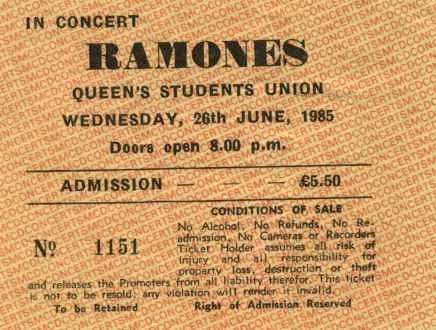 IN CONCERT
RAMONES
QUEEN'S STUDENTS UNION
WEDNESDAY, 26th JUNE, 1985
Doors open 8.00 p.m.
ADMISSION — — — £5.50
CONDITIONS OF SALE
No Alcohol, No Refunds, No Re-
admission, No Cameras or Recorders
Ticket Holder assumes all risk of
Injury and all responsibility for
property loss, destruction or theft
and releases the Promoters from all liability therefor. This ticket
is not to be resold; any violation will render it invalid.
Nº 1151
To be Retained Right of Admission Reserved